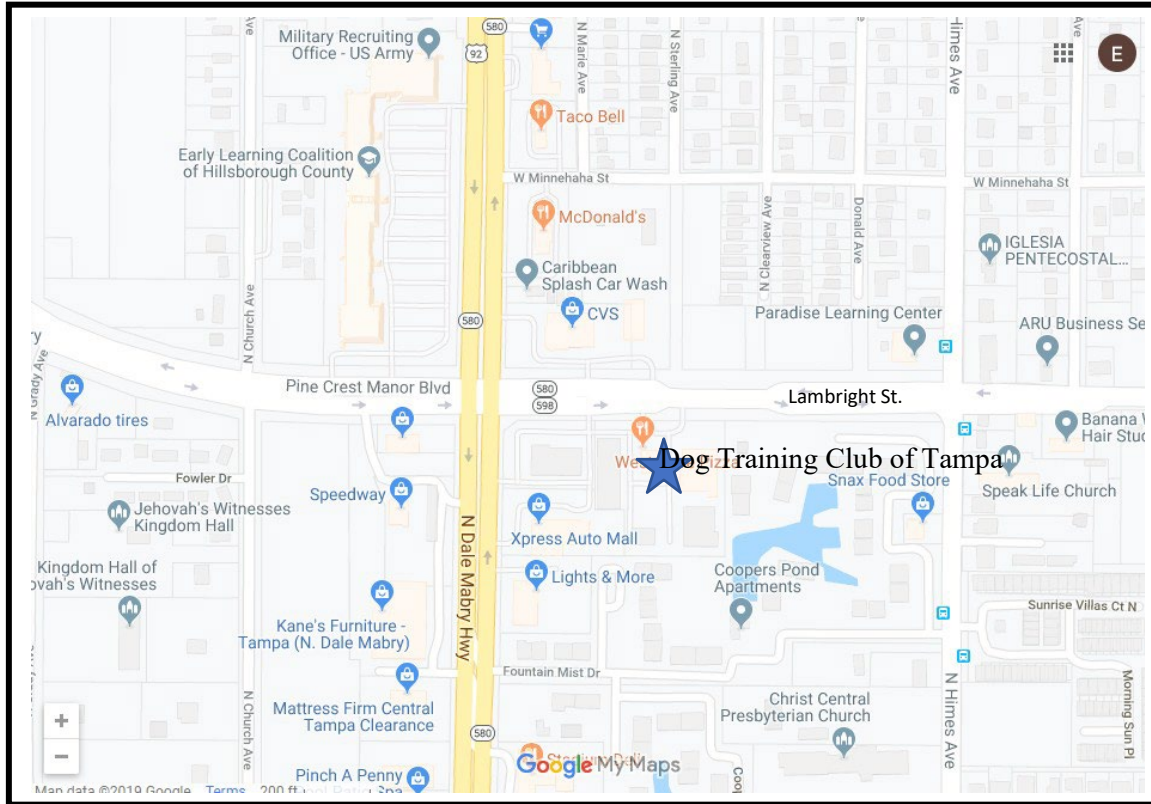 580
92
Military Recruiting
Office - US Army
N Marie Ave
N Sterling Ave
Himes Ave
Ave
Ave
E
Taco Bell
Early Learning Coalition
of Hillsborough County
W Minnehaha St
W Minnehaha St
McDonald's
N Clearview Ave
Donald Ave
IGLESIA
PENTECOSTAL...
Caribbean
Splash Car Wash
N Church Ave
580
CVS
Paradise Learning Center
ARU Business Se
ry
N Grady Ave
Pine Crest Manor Blvd
580
598
Lambright St.
Alvarado tires
Banana
Hair Stud
Dog Training Club of Tampa
Fowler Dr
Speedway
Snax Food Store
Speak Life Church
Jehovah's Witnesses
Kingdom Hall
N Dale Mabry Hwy
Xpress Auto Mall
Kingdom Hall of
ovah's Witnesses
Lights & More
Coopers Pond
Apartments
Sunrise Villas Ct N
Kane's Furniture -
Tampa (N. Dale Mabry)
Fountain Mist Dr
Mattress Firm Central
Tampa Clearance
Christ Central
Presbyterian Church
N Church Ave
N Himes Ave
Morning Sun Pl
+
−
580
Google My Maps
Coop
Pinch A Penny
Map data ©2019 Google
Terms
200 ft
Spa